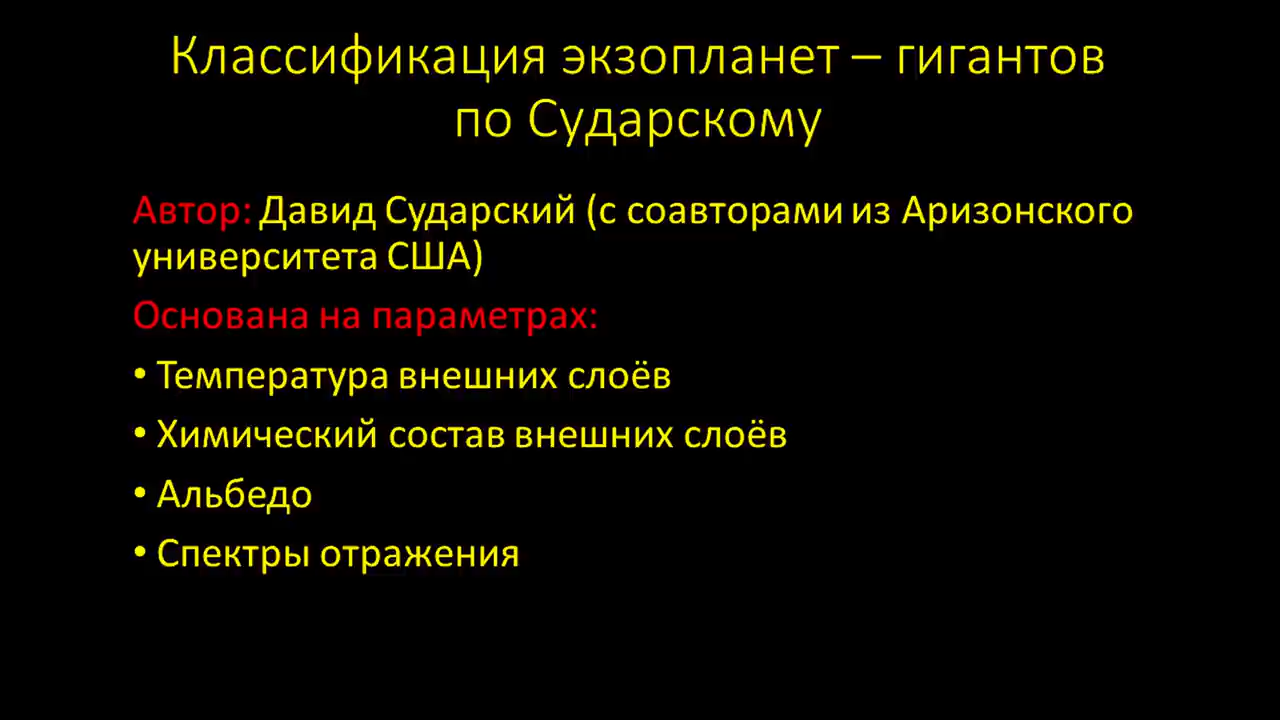 Классификация экзопланет – гигантов
по Сударскому
Автор: Давид Сударский (с соавторами из Аризонского
университета США)
Основана на параметрах:
• Температура внешних слоёв
• Химический состав внешних слоёв
• Альбедо
• Спектры отражения